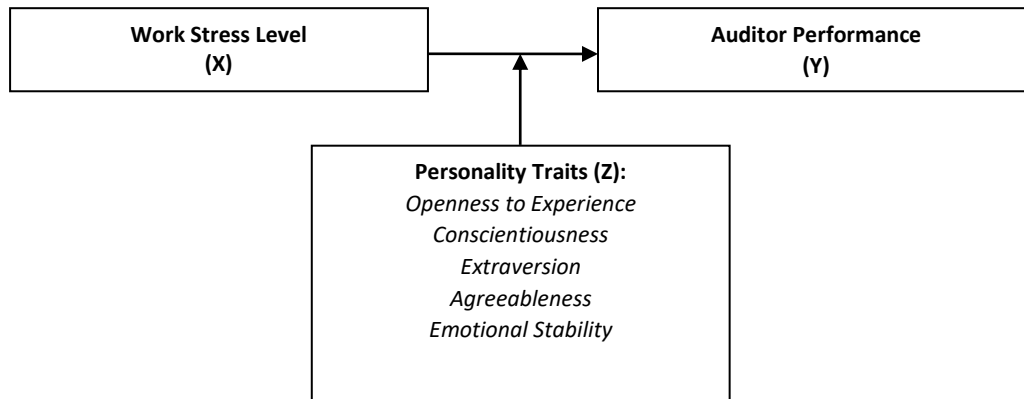 Work Stress Level
(X)
Auditor Performance
(Y)
Personality Traits (Z):
Openness to Experience
Conscientiousness
Extraversion
Agreeableness
Emotional Stability